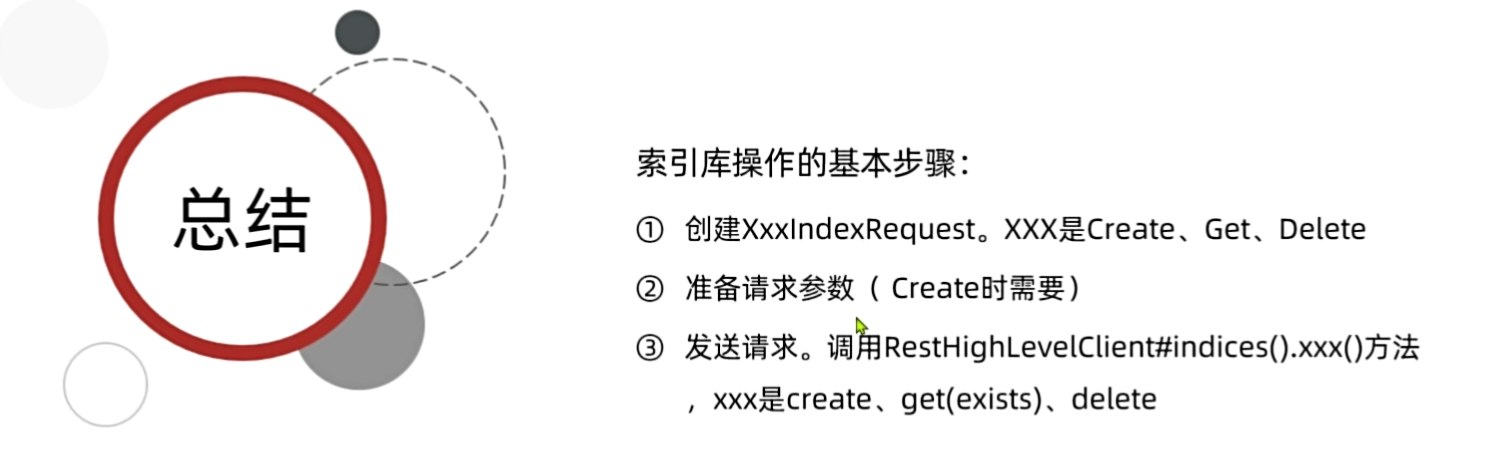 总结
索引库操作的基本步骤：
① 创建XxxIndexRequest。XXX是Create、Get、Delete
② 准备请求参数（ Create时需要）
③ 发送请求。调用RestHighLevelClient#indices().xxx()方法
，xxx是create、get(exists)、delete